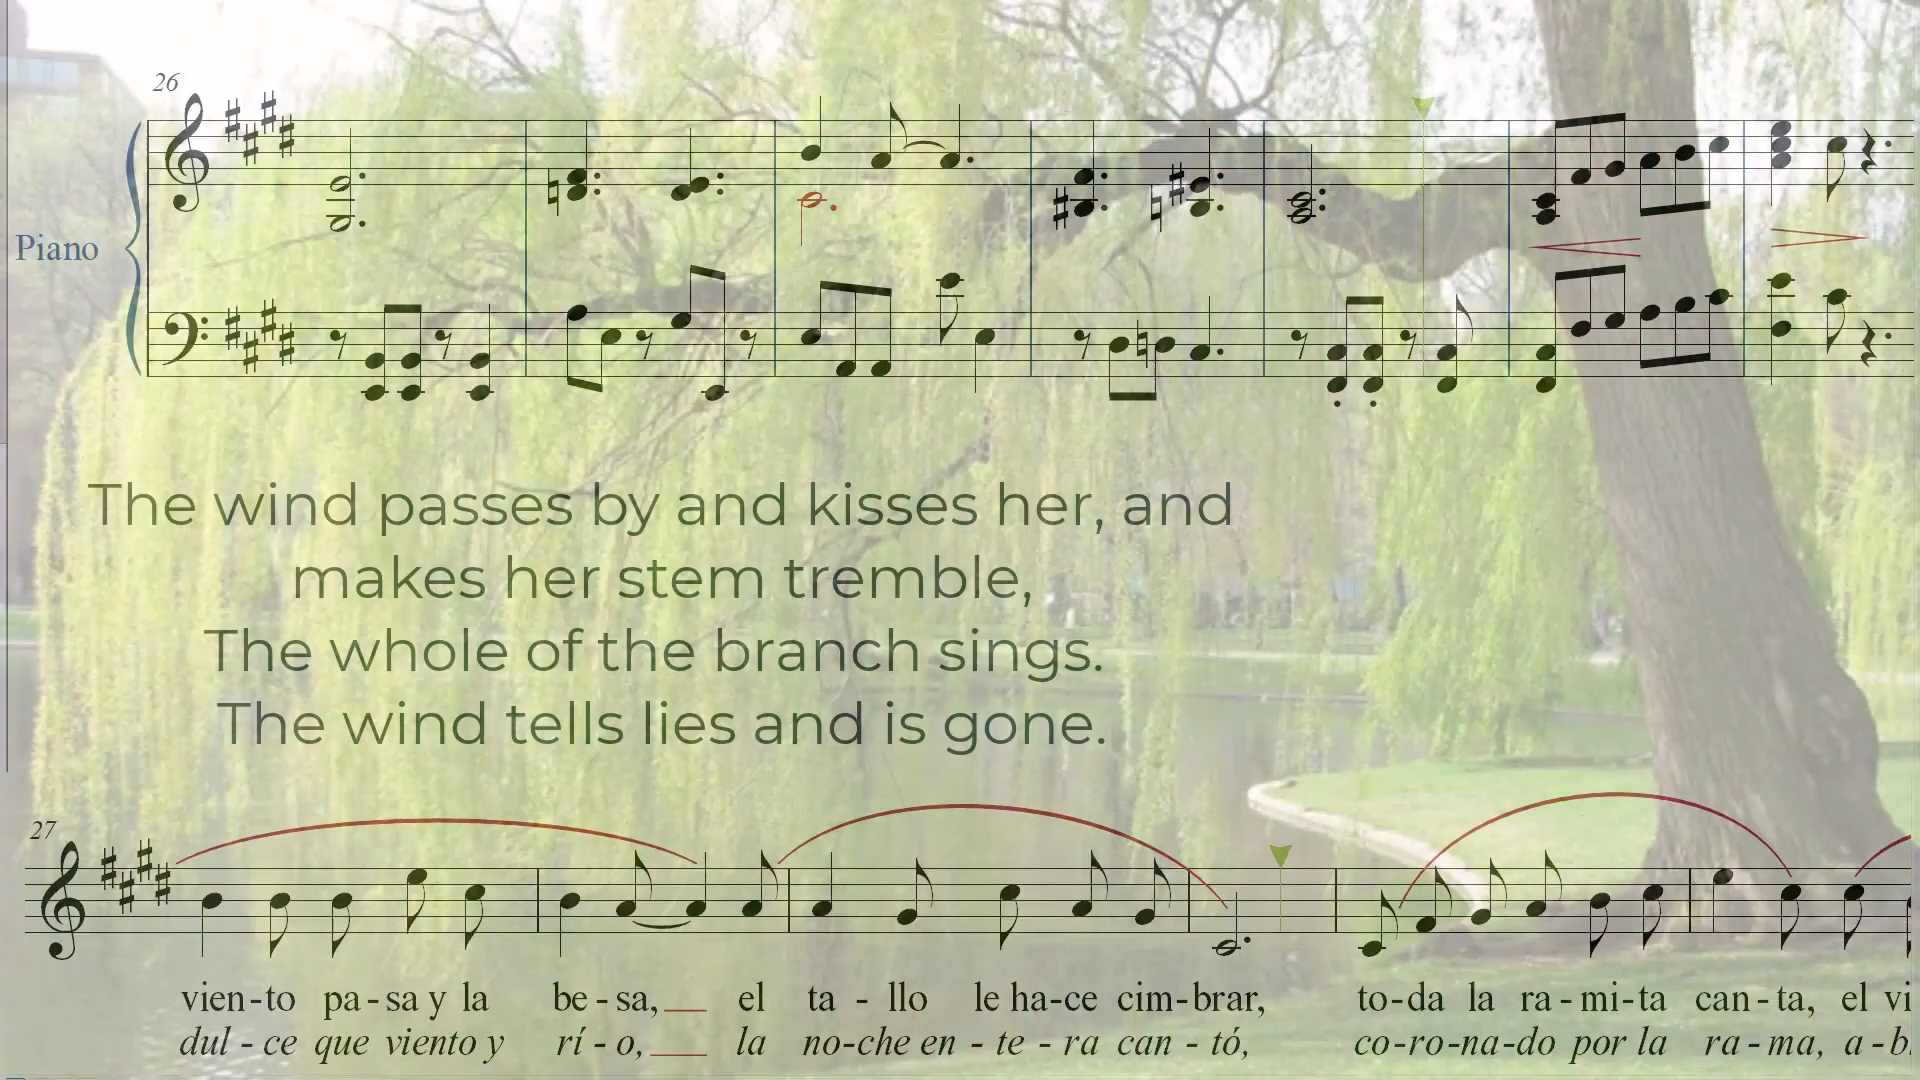 26
Piano
The wind passes by and kisses her, and
makes her stem tremble,
The whole of the branch sings.
The wind tells lies and is gone.
27
vien-to pa-sa y la be-sa, el ta - llo le ha-ce cim-brar, to-da la ra-mi-ta can-ta, el vi
dul-ce que viento y rí-o, la no-che en-te-ra can-tó, co-ro-na-do por la ra-ma, a-b